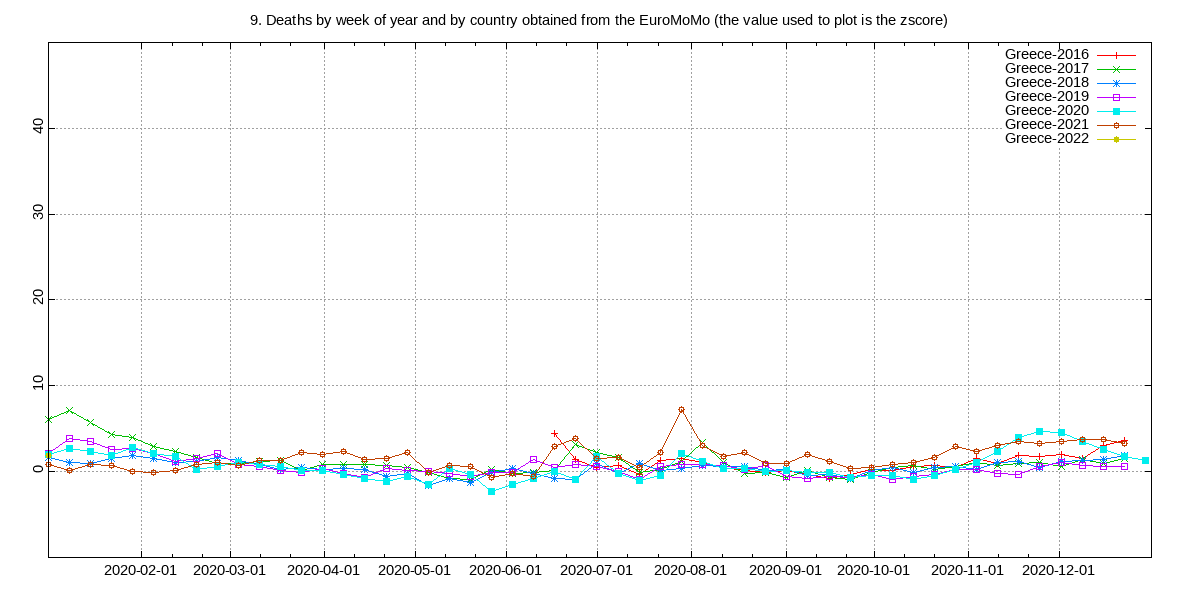 9. Deaths by week of year and by country obtained from the EuroMoMo (the value used to plot is the zscore)
Greece-2016
Greece-2017
Greece-2018
Greece-2019
Greece-2020
Greece-2021
Greece-2022
40
30
20
10
0
2020-02-01 2020-03-01 2020-04-01 2020-05-01 2020-06-01 2020-07-01 2020-08-01 2020-09-01 2020-10-01 2020-11-01 2020-12-01